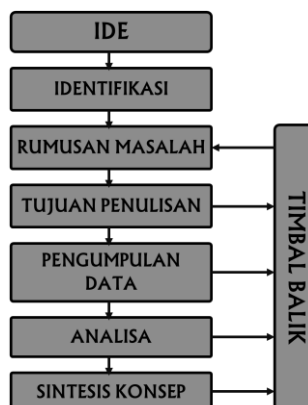 IDE
IDENTIFIKASI
RUMUSAN MASALAH
TUJUAN PENULISAN
PENGUMPULAN
DATA
ANALISA
SINTESIS KONSEP
TIMBAL BALIK